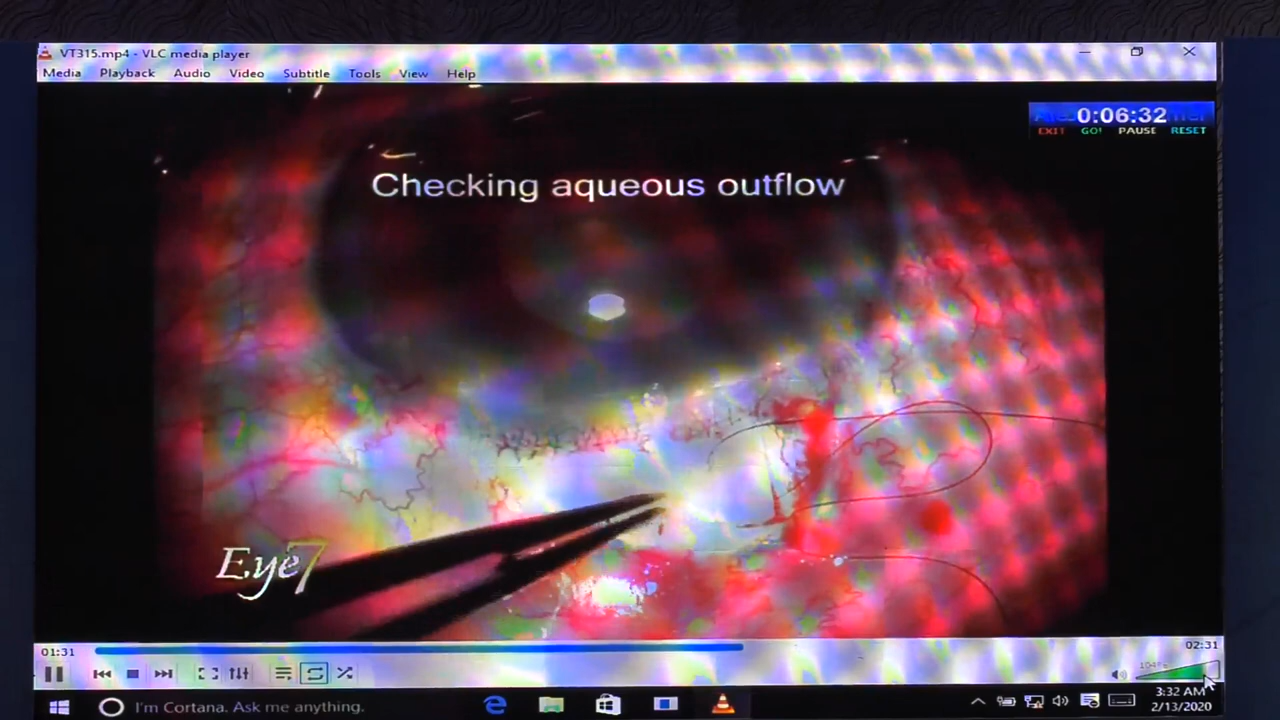 VT315.mp4 - VLC media player
Media Playback Audio Video Subtitle Tools View Help
0:06:32
EXIT GO! PAUSE RESET
Checking aqueous outflow
Eye7
01:31
02:31
104%
I'm Cortana. Ask me anything.
3:32 AM
2/13/2020